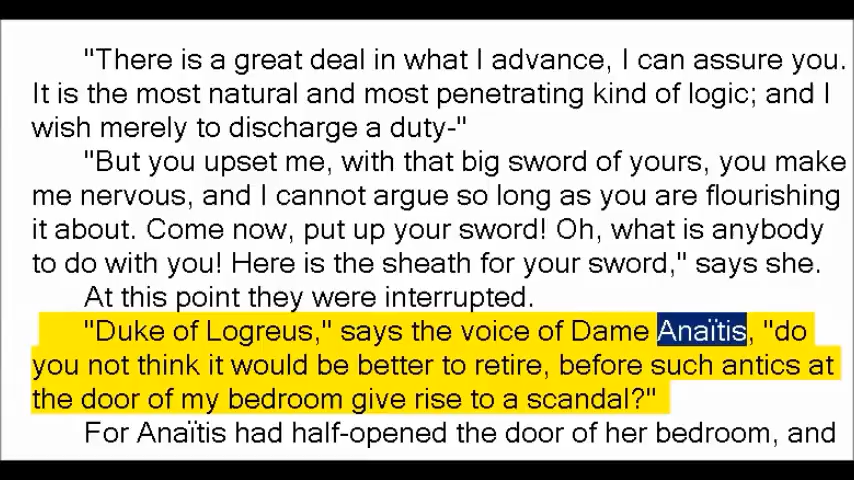 "There is a great deal in what I advance, I can assure you.
It is the most natural and most penetrating kind of logic; and I
wish merely to discharge a duty-"
"But you upset me, with that big sword of yours, you make
me nervous, and I cannot argue so long as you are flourishing
it about. Come now, put up your sword! Oh, what is anybody
to do with you! Here is the sheath for your sword," says she.
At this point they were interrupted.
"Duke of Logreus," says the voice of Dame Anaïtis, "do
you not think it would be better to retire, before such antics at
the door of my bedroom give rise to a scandal?"
For Anaïtis had half-opened the door of her bedroom, and